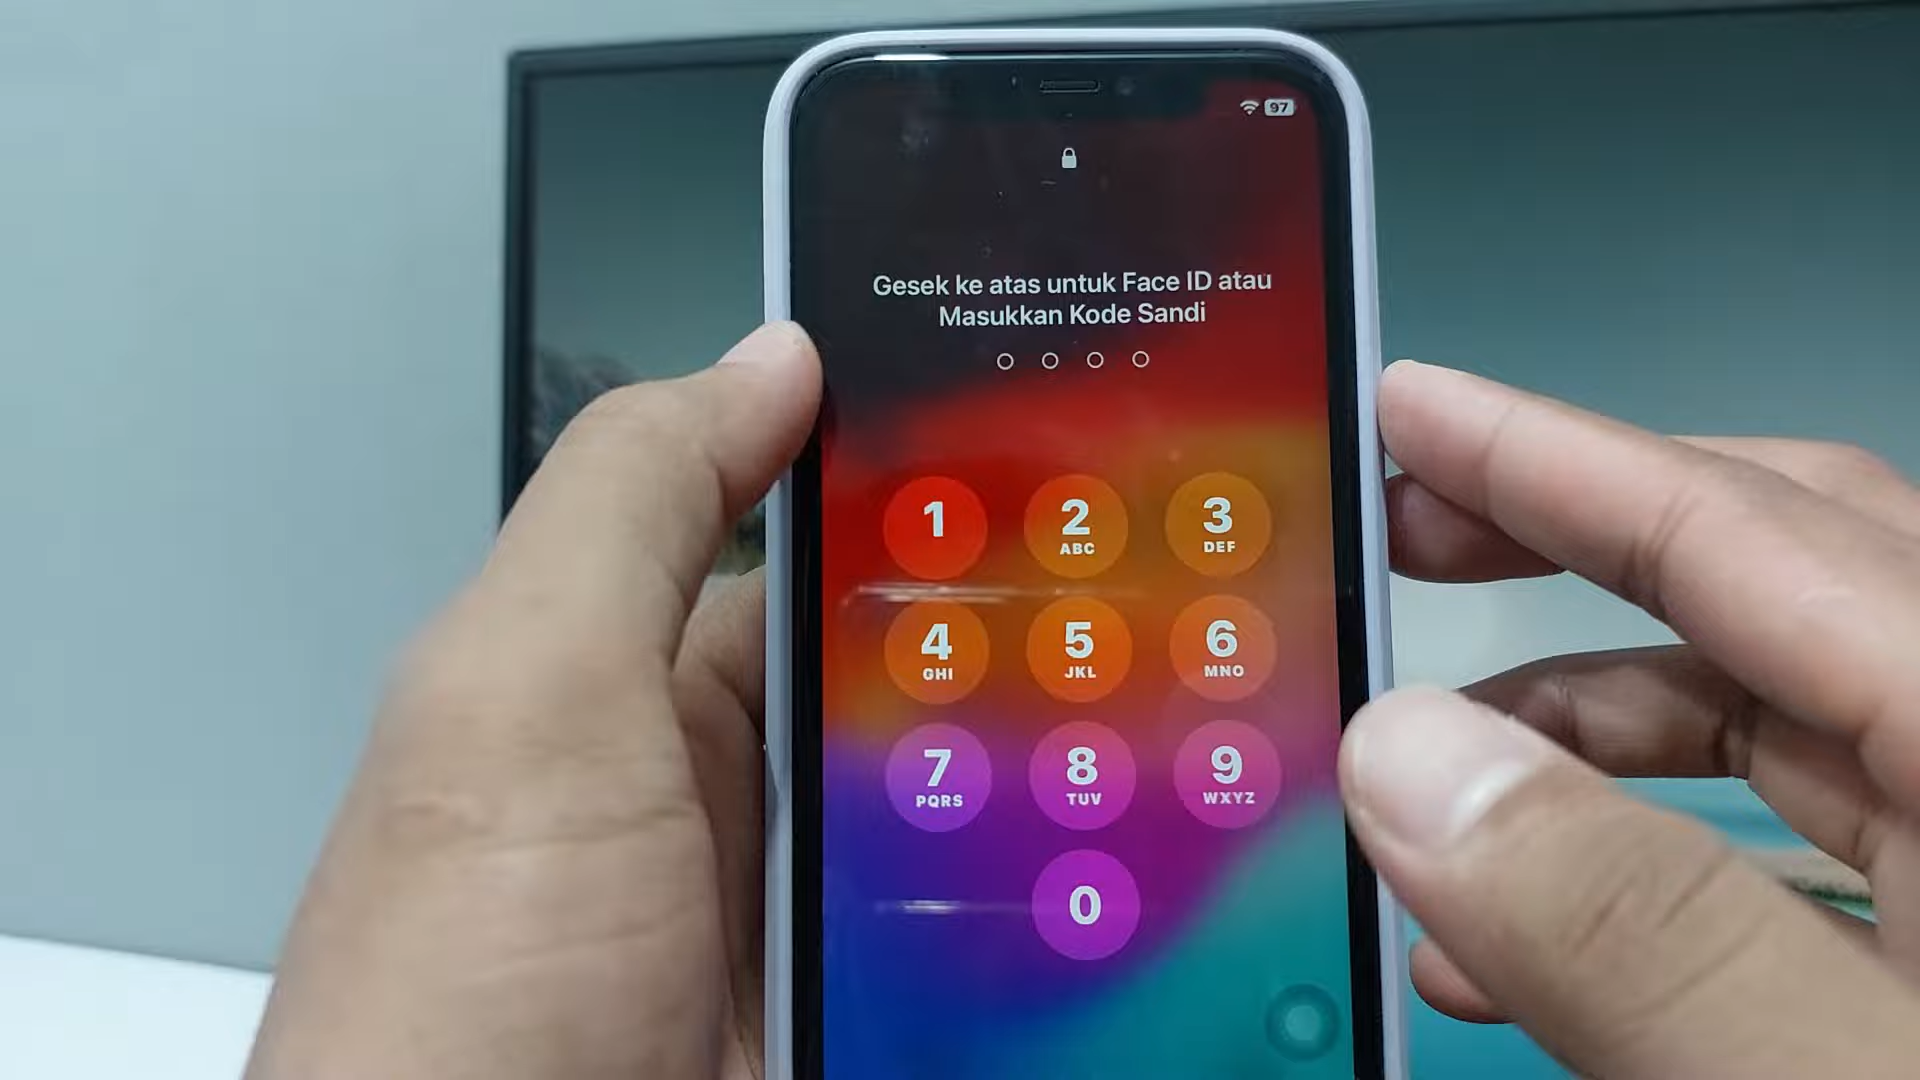 97
Gesek ke atas untuk Face ID atau
Masukkan Kode Sandi
1 2 3
ABC DEF
4 5 6
GHI JKL MNO
7 8 9
PQRS TUV WXYZ
0